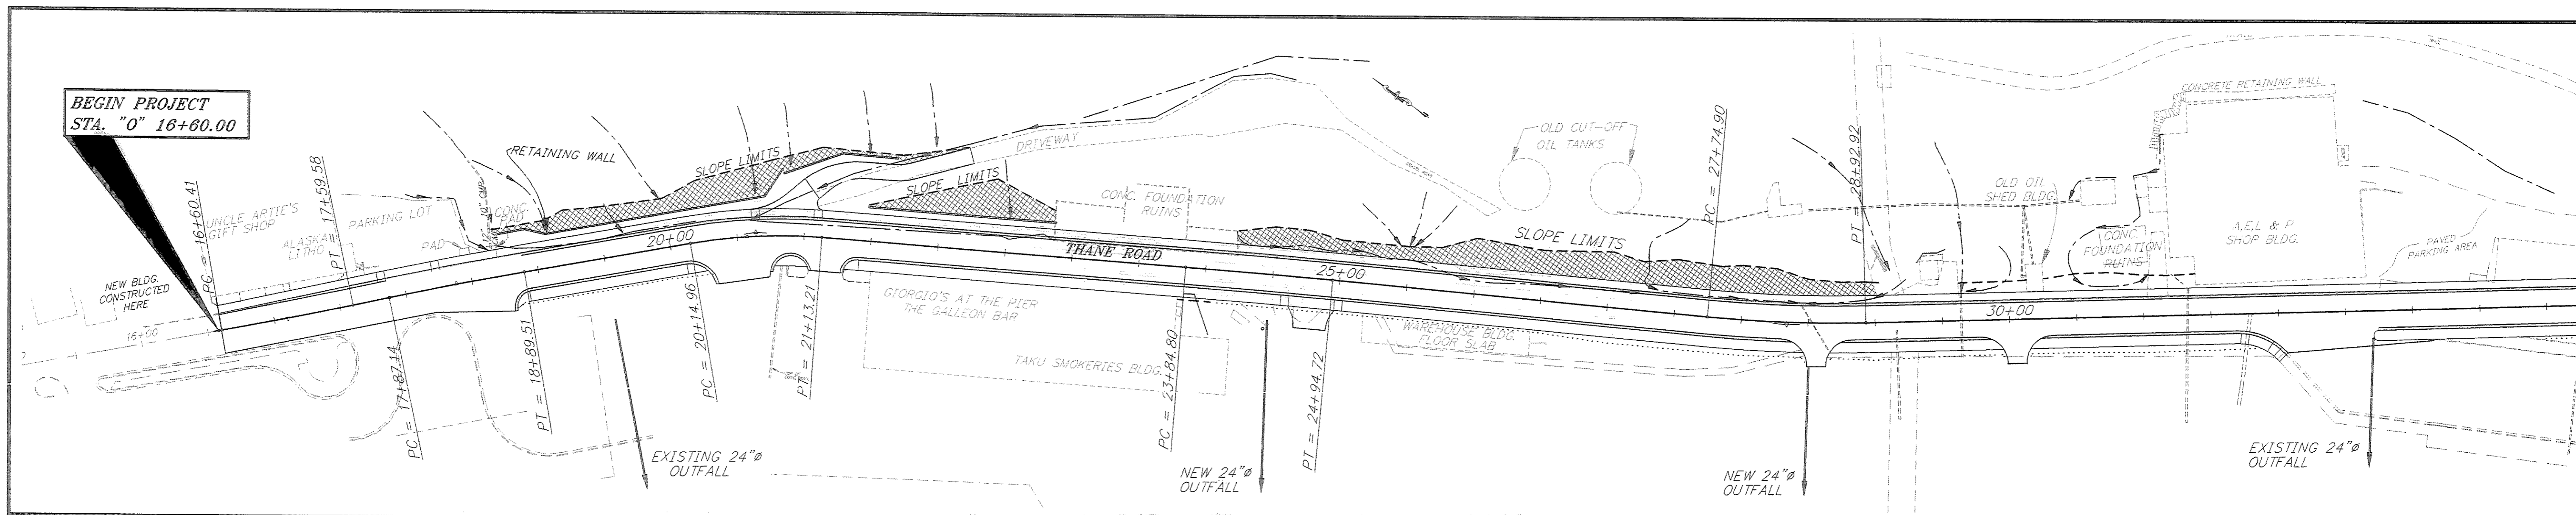 BEGIN PROJECT
STA. "O" 16+60.00
NEW BLDG.
CONSTRUCTED
HERE
16+00
PC = 16+60.41
UNCLE ARTIE'S
GIFT SHOP
ALASKA
LITHO
PT = 17+59.58
PARKING LOT
PAD
12" CMP
CONC.
PAD
RETAINING WALL
SLOPE LIMITS
20+00
PC = 17+87.14
PT = 18+89.51
PC = 20+14.96
PT = 21+13.21
EXISTING 24"ø
OUTFALL
DRIVEWAY
SLOPE LIMITS
CONC. FOUNDATION
RUINS
THANE ROAD
GIORGIO'S AT THE PIER
THE GALLEON BAR
TAKU SMOKERIES BLDG.
PC = 23+84.80
NEW 24"ø
OUTFALL
PT = 24+94.72
25+00
OLD CUT-OFF
OIL TANKS
SLOPE LIMITS
WAREHOUSE BLDG.
FLOOR SLAB
PC = 27+74.90
PT = 28+92.92
NEW 24"ø
OUTFALL
OLD OIL
SHED BLDG.
30+00
CONC.
FOUNDATION
RUINS
CONCRETE RETAINING WALL
A.E.L & P
SHOP BLDG.
PAVED
PARKING AREA
EXISTING 24"ø
OUTFALL